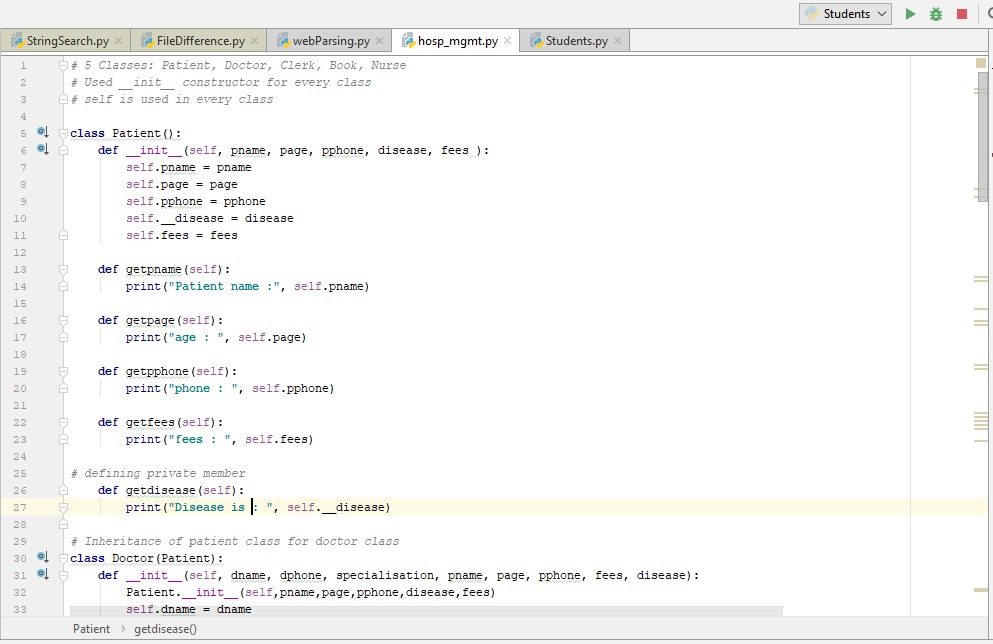 Students
StringSearch.py FileDifference.py webParsing.py hosp_mgmt.py Students.py
1 # 5 Classes: Patient, Doctor, Clerk, Book, Nurse
2 # Used __init__ constructor for every class
3 # self is used in every class
4
5 class Patient():
6 def __init__(self, pname, page, pphone, disease, fees ):
7 self.pname = pname
8 self.page = page
9 self.pphone = pphone
10 self.__disease = disease
11 self.fees = fees
12
13 def getpname(self):
14 print("Patient name :", self.pname)
15
16 def getpage(self):
17 print("age : ", self.page)
18
19 def getpphone(self):
20 print("phone : ", self.pphone)
21
22 def getfees(self):
23 print("fees : ", self.fees)
24
25 # defining private member
26 def getdisease(self):
27 print("Disease is : ", self.__disease)
28
29 # Inheritance of patient class for doctor class
30 class Doctor(Patient):
31 def __init__(self, dname, dphone, specialisation, pname, page, pphone, fees, disease):
32 Patient.__init__(self,pname,page,pphone,disease,fees)
33 self.dname = dname
Patient › getdisease()